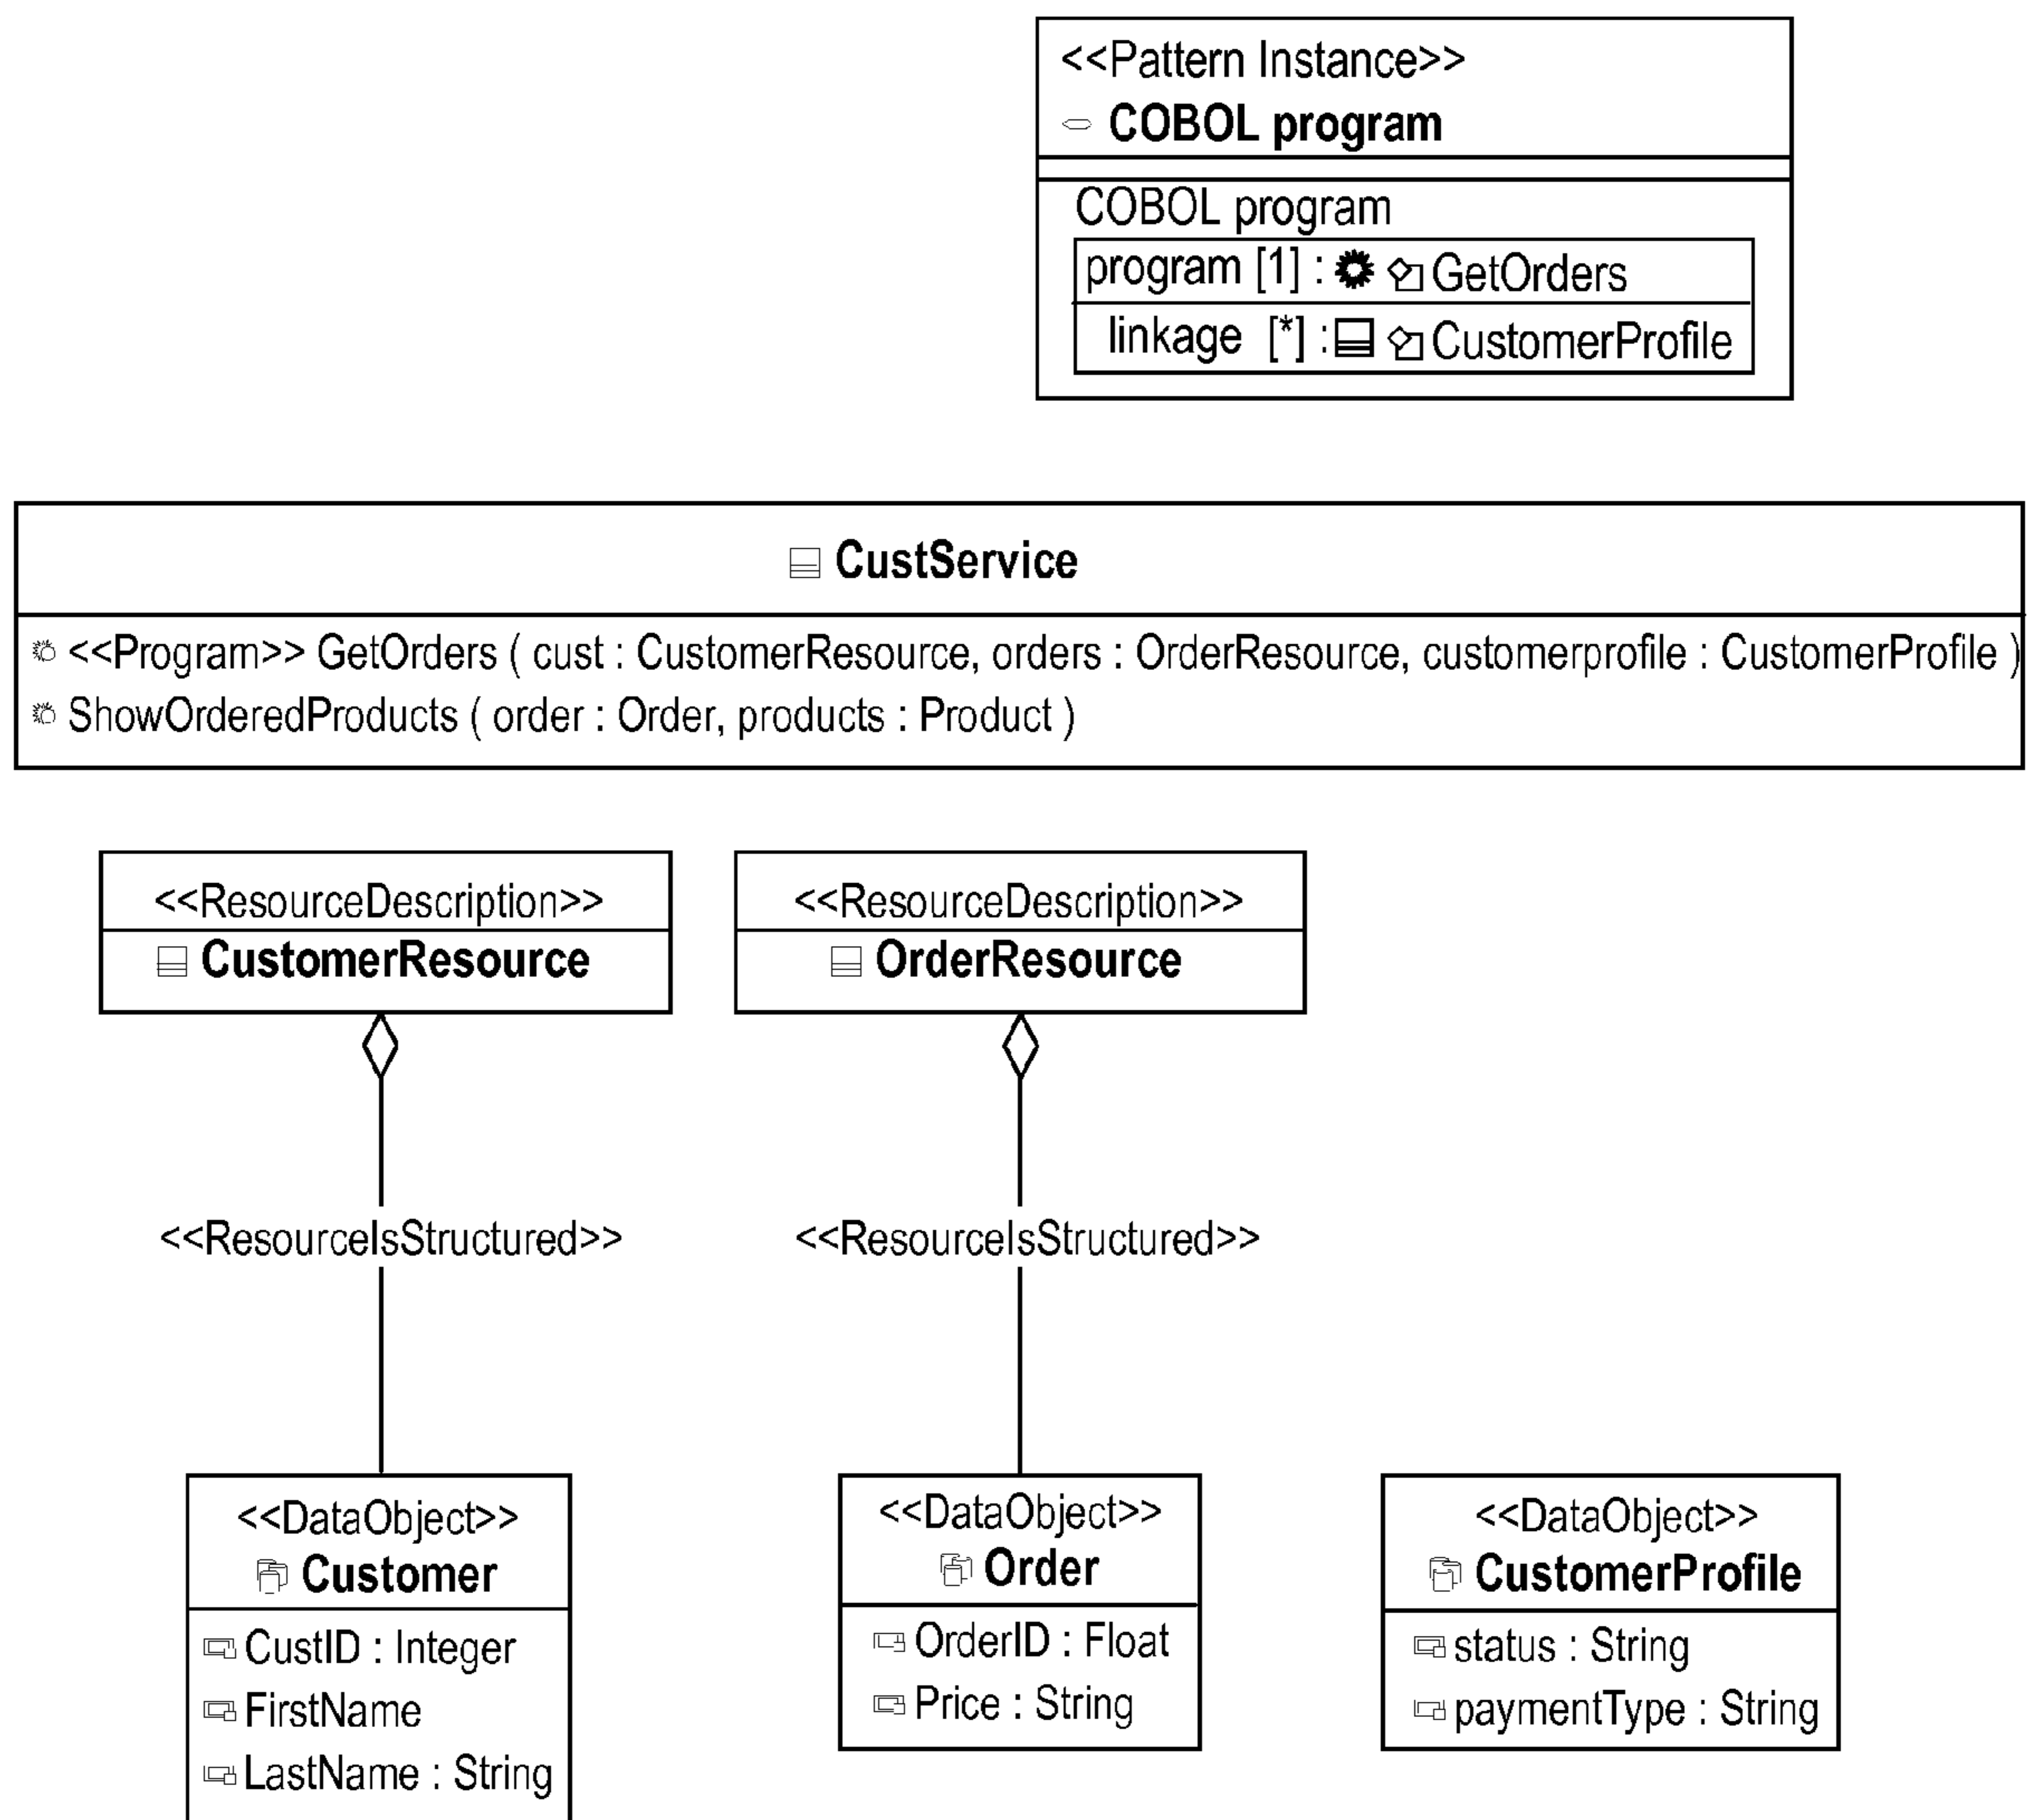 <<Pattern Instance>>
COBOL program
COBOL program
program [1] : GetOrders
linkage [*] : CustomerProfile
CustService
<<Program>> GetOrders ( cust : CustomerResource, orders : OrderResource, customerprofile : CustomerProfile )
ShowOrderedProducts ( order : Order, products : Product )
<<ResourceDescription>>
CustomerResource
<<ResourceDescription>>
OrderResource
<<ResourceIsStructured>>
<<ResourceIsStructured>>
<<DataObject>>
Customer
CustID : Integer
FirstName
LastName : String
<<DataObject>>
Order
OrderID : Float
Price : String
<<DataObject>>
CustomerProfile
status : String
paymentType : String